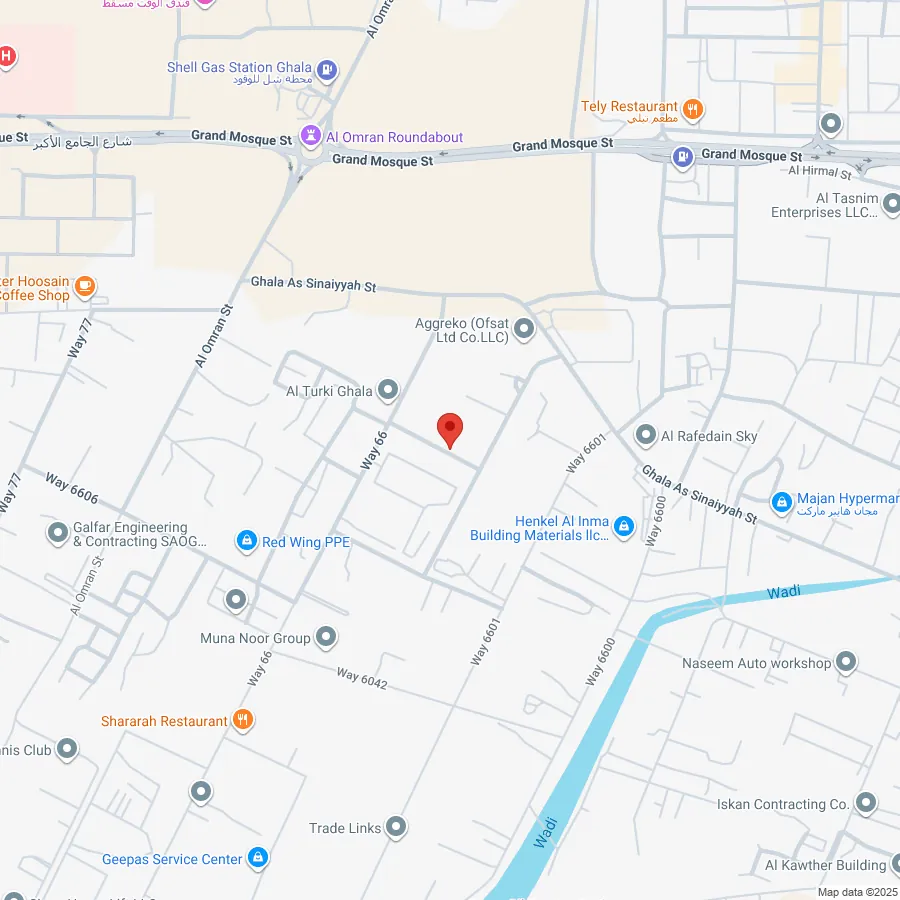 فندق الوقت مسقط
Al Omran St
H
Shell Gas Station Ghala
محطة شل للوقود
Tely Restaurant
مطعم تيلي
ue St
شارع الجامع الأكبر
Grand Mosque St
Al Omran Roundabout
Grand Mosque St
Grand Mosque St
Grand Mosque St
Al Hirmal St
Al Tasnim
Enterprises LLC...
ter Hoosain
Coffee Shop
Ghala As Sinaiyyah St
Way 77
Al Omran St
Aggreko (Ofsat
Ltd Co.LLC)
Al Turki Ghala
Way 66
Way 6601
Al Rafedain Sky
Ghala As Sinaiyyah St
Way 77
Way 6606
Majan Hypermar
مجان هايبر ماركت
Way 6600
Galfar Engineering
& Contracting SAOG...
Red Wing PPE
Henkel Al Inma
Building Materials llc...
Al Omran St
Wadi
Muna Noor Group
Way 6601
Way 66
Way 6042
Way 6600
Naseem Auto workshop
Shararah Restaurant
nnis Club
Trade Links
Wadi
Iskan Contracting Co.
Geepas Service Center
Al Kawther Building
Map data ©2025